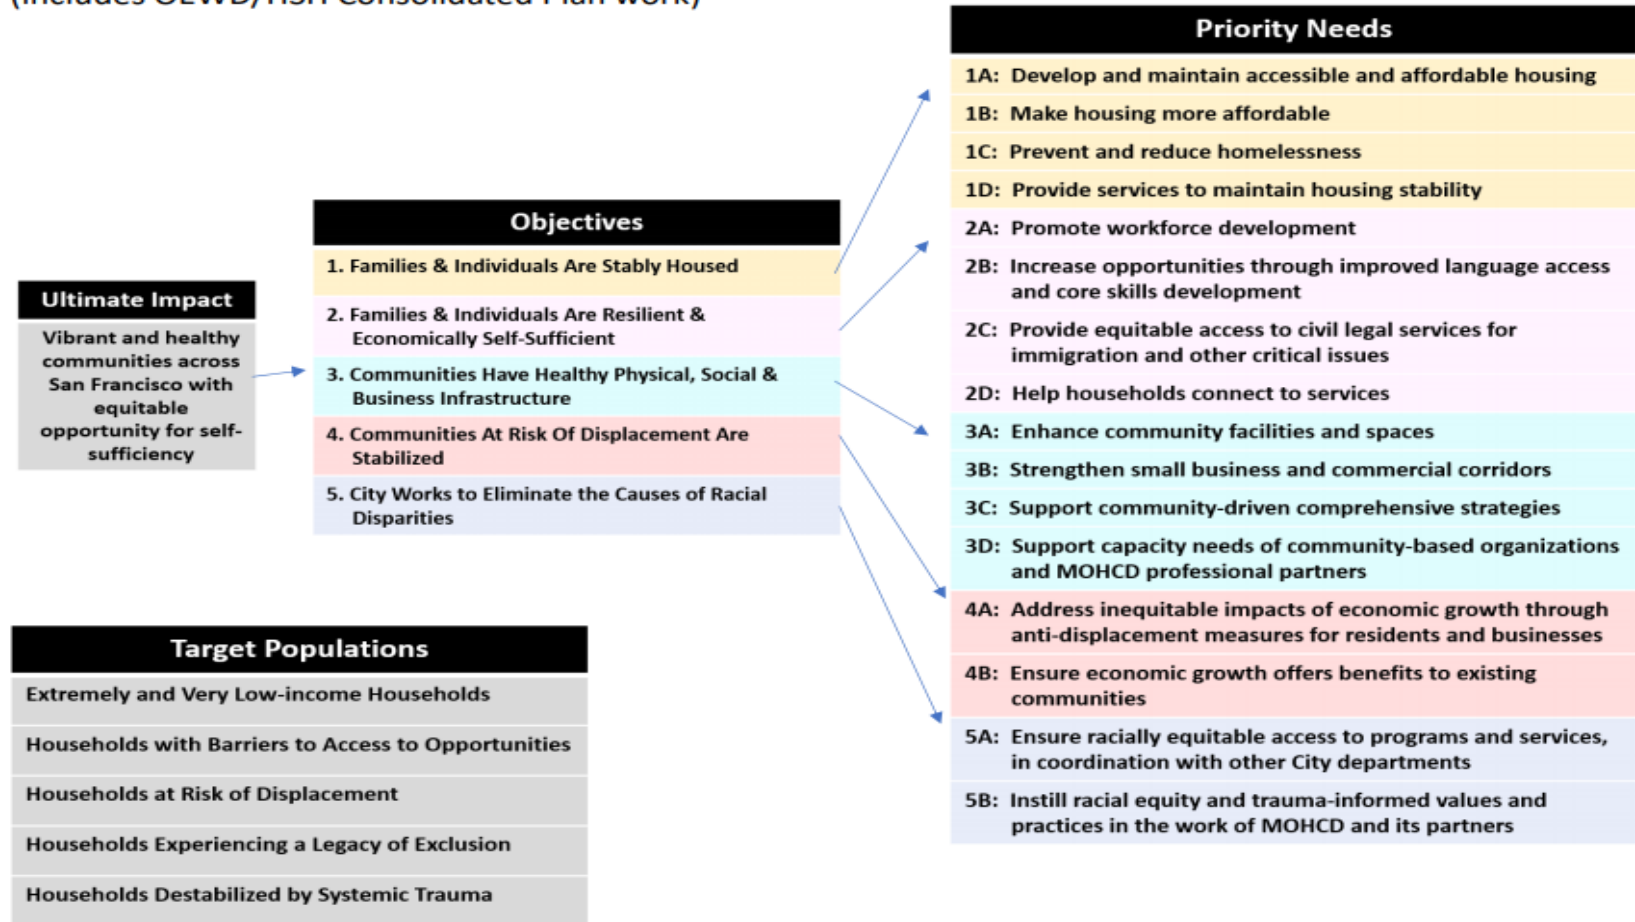 (includes OEWD/HSH Consolidated Plan work)
Ultimate Impact
Vibrant and healthy
communities across
San Francisco with
equitable
opportunity for self-
sufficiency
Objectives
1. Families & Individuals Are Stably Housed
2. Families & Individuals Are Resilient &
Economically Self-Sufficient
3. Communities Have Healthy Physical, Social &
Business Infrastructure
4. Communities At Risk Of Displacement Are
Stabilized
5. City Works to Eliminate the Causes of Racial
Disparities
Priority Needs
1A: Develop and maintain accessible and affordable housing
1B: Make housing more affordable
1C: Prevent and reduce homelessness
1D: Provide services to maintain housing stability
2A: Promote workforce development
2B: Increase opportunities through improved language access
and core skills development
2C: Provide equitable access to civil legal services for
immigration and other critical issues
2D: Help households connect to services
3A: Enhance community facilities and spaces
3B: Strengthen small business and commercial corridors
3C: Support community-driven comprehensive strategies
3D: Support capacity needs of community-based organizations
and MOHCD professional partners
4A: Address inequitable impacts of economic growth through
anti-displacement measures for residents and businesses
4B: Ensure economic growth offers benefits to existing
communities
5A: Ensure racially equitable access to programs and services,
in coordination with other City departments
5B: Instill racial equity and trauma-informed values and
practices in the work of MOHCD and its partners
Target Populations
Extremely and Very Low-income Households
Households with Barriers to Access to Opportunities
Households at Risk of Displacement
Households Experiencing a Legacy of Exclusion
Households Destabilized by Systemic Trauma